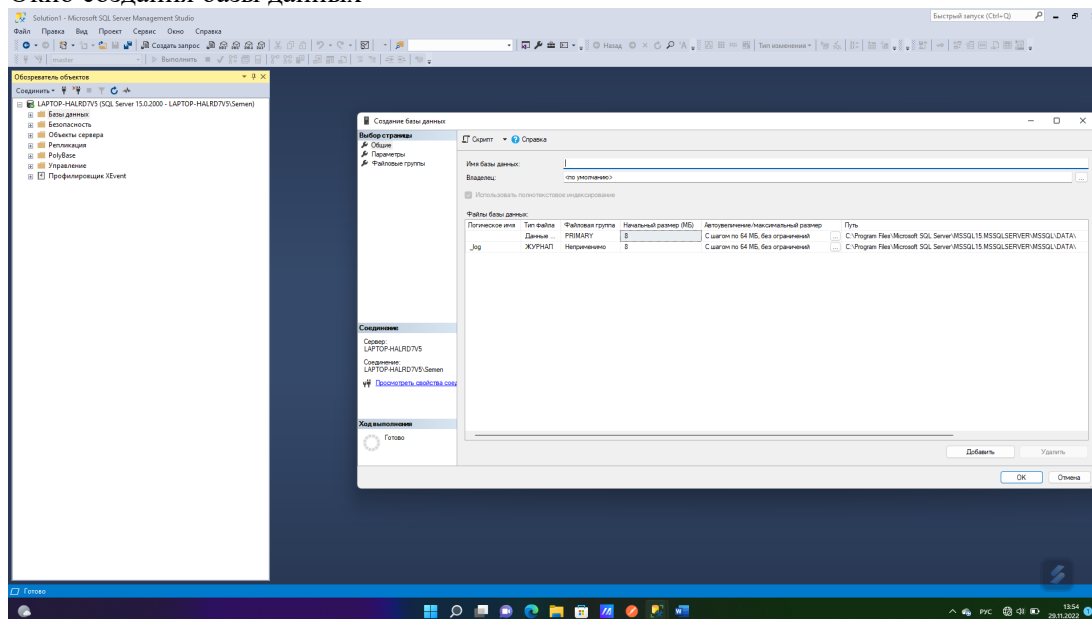 Окно создания базы данных
Solution1 - Microsoft SQL Server Management Studio
Быстрый запуск (Ctrl+Q)
Файл Правка Вид Проект Сервис Окно Справка
Создать запрос
Назад
Тип изменения
master
Выполнить
Обозреватель объектов
Соединить
LAPTOP-HALRD7V5 (SQL Server 15.0.2000 - LAPTOP-HALRD7V5\Semen)
Базы данных
Безопасность
Объекты сервера
Репликация
PolyBase
Управление
Профилировщик XEvent
Создание базы данных
Выбор страницы
Общие
Параметры
Файловые группы
Скрипт
Справка
Имя базы данных:
Владелец:
<по умолчанию>
...
Использовать полнотекстовое индексирование
Файлы базы данных:
Логическое имя Тип файла Файловая группа Начальный размер (МБ) Автоувеличение/максимальный размер Путь
Данные ... PRIMARY 8 С шагом по 64 МБ, без ограничений ... C:\Program Files\Microsoft SQL Server\MSSQL15.MSSQLSERVER\MSSQL\DATA\
_log ЖУРНАЛ Неприменимо 8 С шагом по 64 МБ, без ограничений ... C:\Program Files\Microsoft SQL Server\MSSQL15.MSSQLSERVER\MSSQL\DATA\
Соединение
Сервер:
LAPTOP-HALRD7V5
Соединение:
LAPTOP-HALRD7V5\Semen
Просмотреть свойства соед
Ход выполнения
Готово
Добавить
Удалить
OK
Отмена
Готово
РУС
13:54
29.11.2022
1